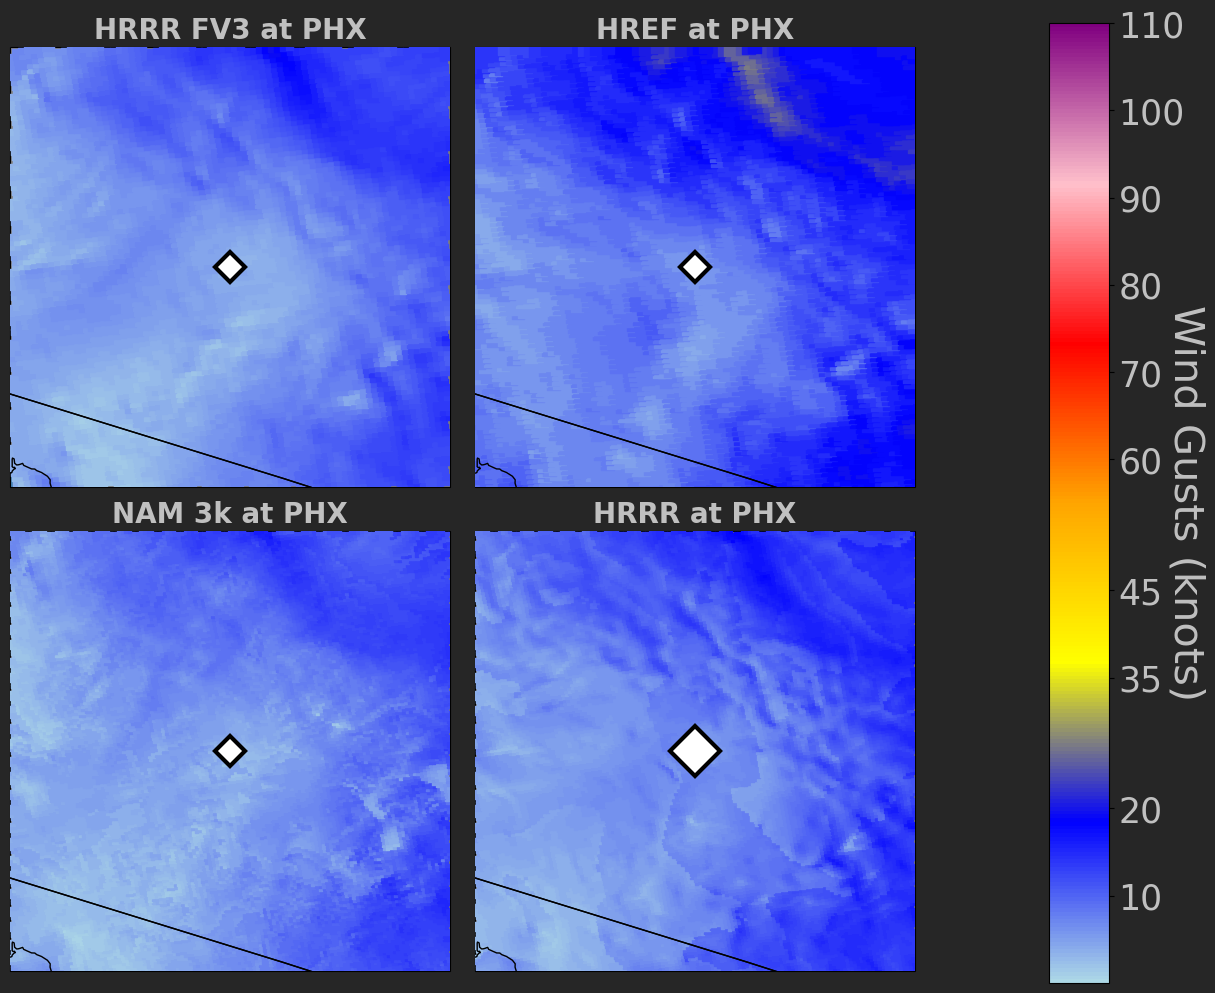 HRRR FV3 at PHX
HREF at PHX
NAM 3k at PHX
HRRR at PHX
110
100
90
80
70
60
45
35
20
10
Wind Gusts (knots)